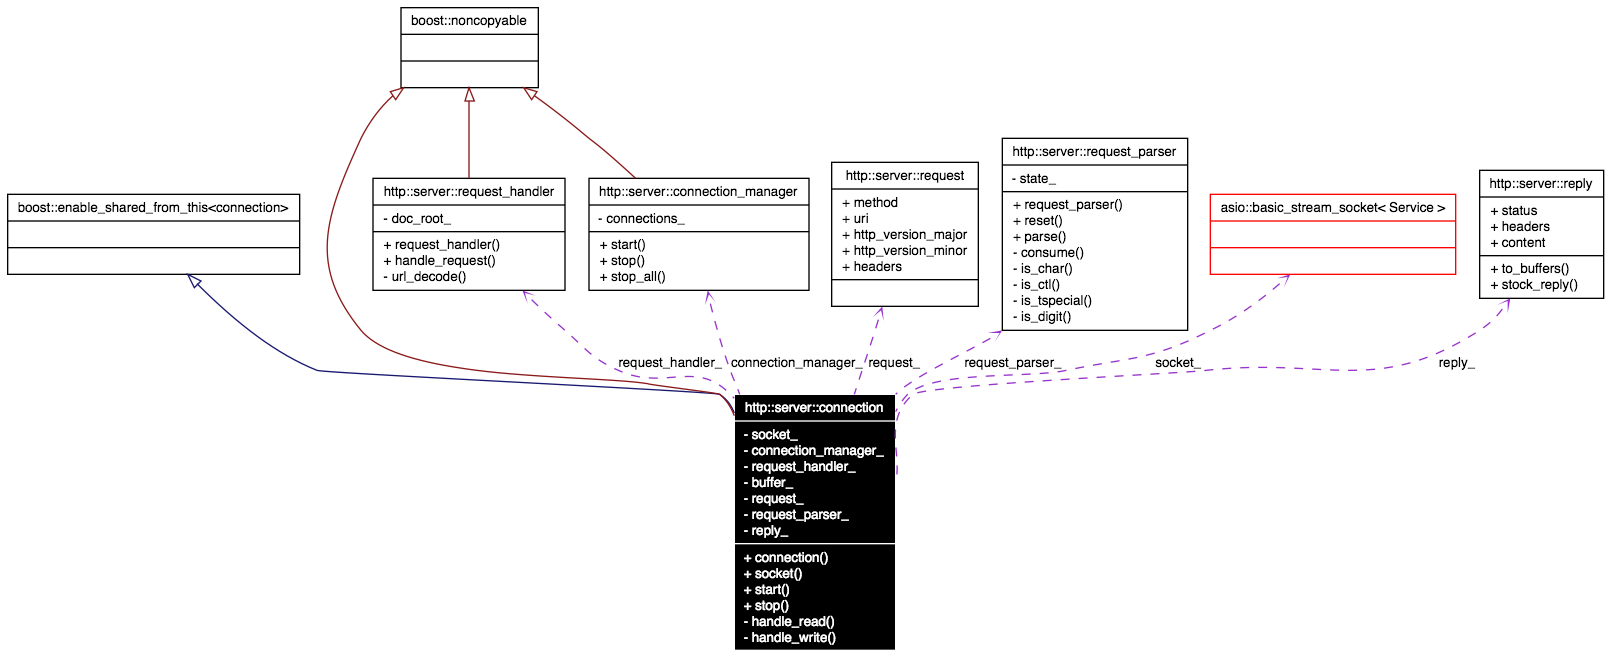 boost::noncopyable
boost::enable_shared_from_this<connection>
http::server::request_handler
- doc_root_
+ request_handler()
+ handle_request()
- url_decode()
http::server::connection_manager
- connections_
+ start()
+ stop()
+ stop_all()
http::server::request
+ method
+ uri
+ http_version_major
+ http_version_minor
+ headers
http::server::request_parser
- state_
+ request_parser()
+ reset()
+ parse()
- consume()
- is_char()
- is_ctl()
- is_tspecial()
- is_digit()
asio::basic_stream_socket< Service >
http::server::reply
+ status
+ headers
+ content
+ to_buffers()
+ stock_reply()
request_handler_
connection_manager_
request_
request_parser_
socket_
reply_
http::server::connection
- socket_
- connection_manager_
- request_handler_
- buffer_
- request_
- request_parser_
- reply_
+ connection()
+ socket()
+ start()
+ stop()
- handle_read()
- handle_write()